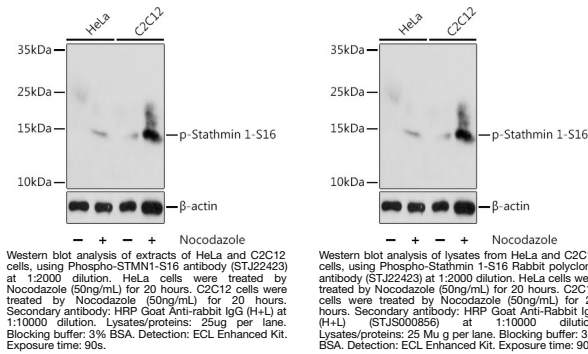 HeLa C2C12
35kDa
25kDa
15kDa
p-Stathmin 1-S16
10kDa
β-actin
− + − + Nocodazole
Western blot analysis of extracts of HeLa and C2C12
cells, using Phospho-STMN1-S16 antibody (STJ22423)
at 1:2000 dilution. HeLa cells were treated by
Nocodazole (50ng/mL) for 20 hours. C2C12 cells were
treated by Nocodazole (50ng/mL) for 20 hours.
Secondary antibody: HRP Goat Anti-rabbit IgG (H+L) at
1:10000 dilution. Lysates/proteins: 25ug per lane.
Blocking buffer: 3% BSA. Detection: ECL Enhanced Kit.
Exposure time: 90s.
HeLa C2C12
35kDa
25kDa
15kDa
p-Stathmin 1-S16
10kDa
β-actin
− + − + Nocodazole
Western blot analysis of lysates from HeLa and C2C
cells, using Phospho-Stathmin 1-S16 Rabbit polyclon
antibody (STJ22423) at 1:2000 dilution. HeLa cells were
treated by Nocodazole (50ng/mL) for 20 hours. C2C1
cells were treated by Nocodazole (50ng/mL) for 2
hours. Secondary antibody: HRP Goat Anti-Rabbit Ig
(H+L) (STJS000856) at 1:10000 dilutio
Lysates/proteins: 25 Mu g per lane. Blocking buffer: 3
BSA. Detection: ECL Enhanced Kit. Exposure time: 90